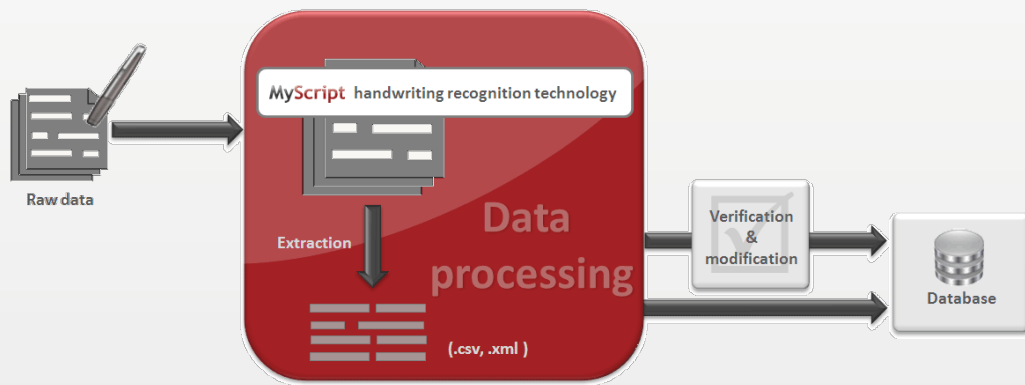 MyScript handwriting recognition technology
Raw data
Extraction
Data
processing
(.csv, .xml )
Verification
&
modification
Database